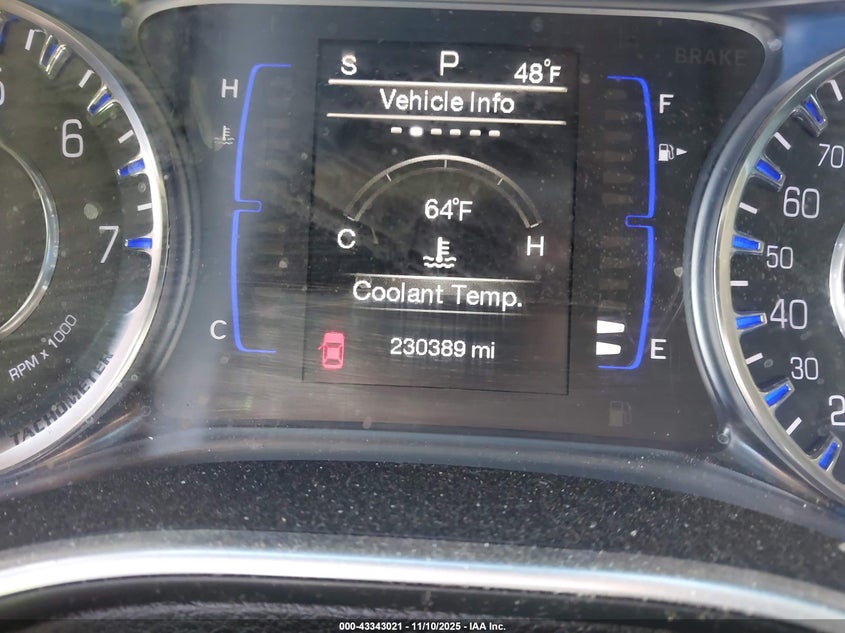 S P 48°F
Vehicle Info
BRAKE
H
F
6
7
70
60
50
40
30
2
64°F
C H
Coolant Temp.
C
E
230389 mi
RPM x 1000
TACHOMETER
000-43343021 - 11/10/2025 - IAA Inc.